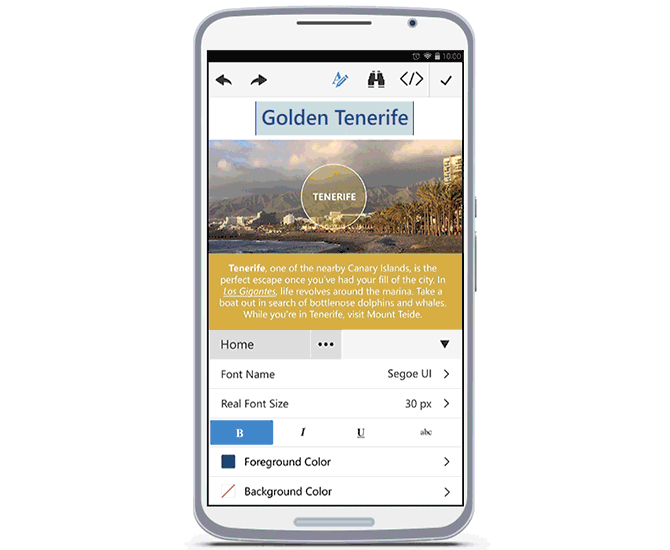 10:00
</>
Golden Tenerife
TENERIFE
Tenerife, one of the nearby Canary Islands, is the
perfect escape once you've had your fill of the city. In
Los Gigantes, life revolves around the marina. Take a
boat out in search of bottlenose dolphins and whales.
While you're in Tenerife, visit Mount Teide.
Home •••
Font Name Segoe UI
Real Font Size 30 px
B I U abc
Foreground Color
Background Color